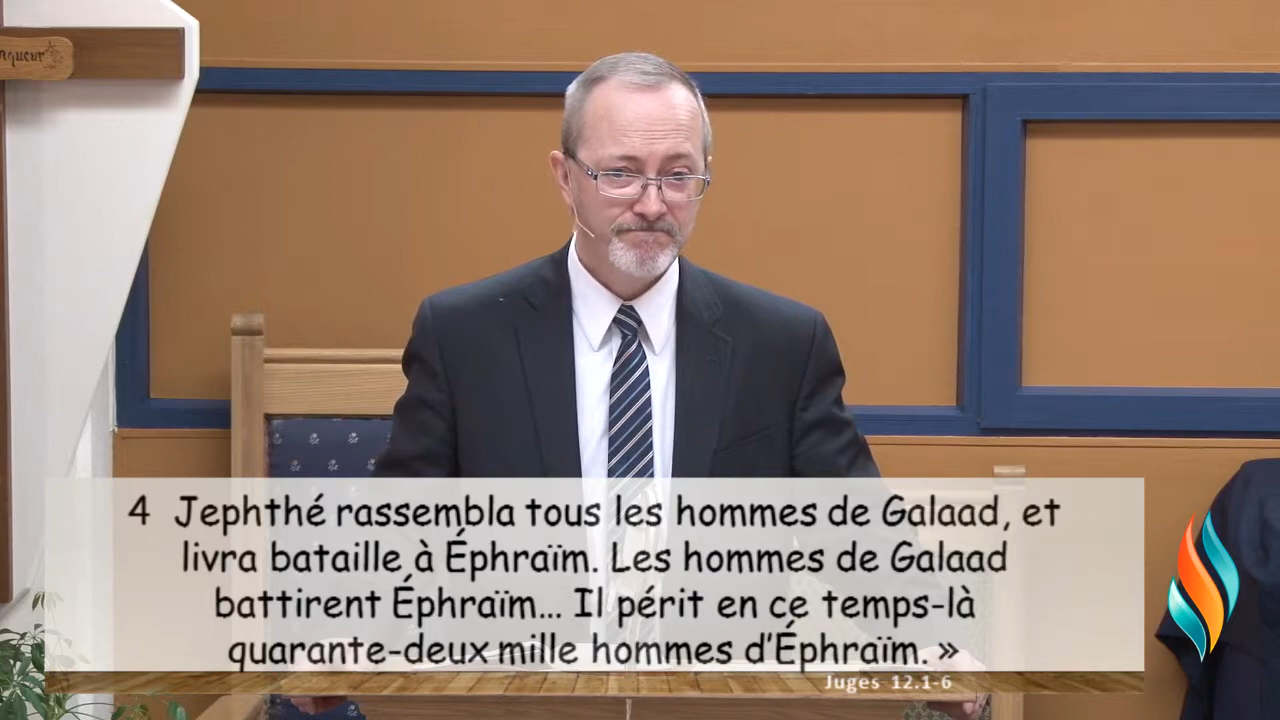 4 Jephthé rassembla tous les hommes de Galaad, et
livra bataille à Éphraïm. Les hommes de Galaad
battirent Éphraïm... Il périt en ce temps-là
quarante-deux mille hommes d'Éphraïm. »
Juges 12.1-6